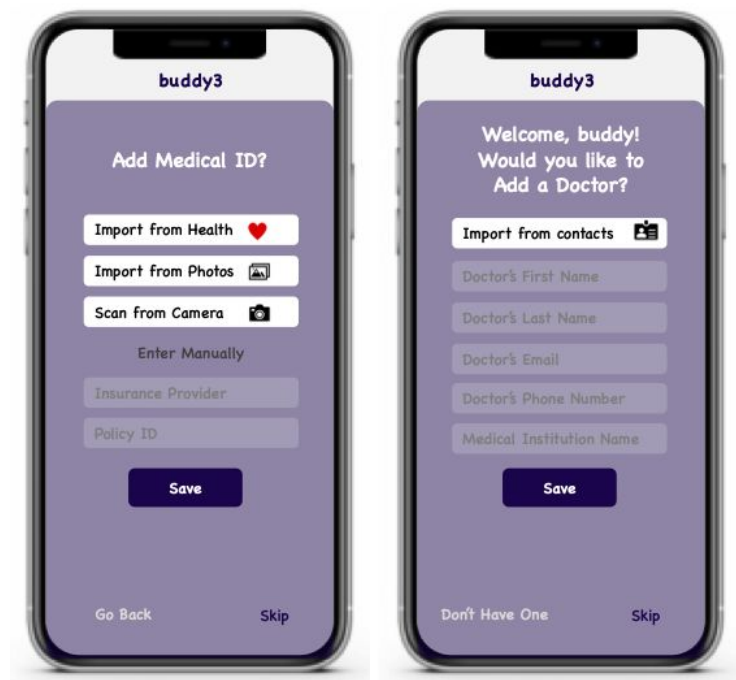 buddy3
Add Medical ID?
Import from Health
Import from Photos
Scan from Camera
Enter Manually
Insurance Provider
Policy ID
Save
Go Back
Skip
buddy3
Welcome, buddy!
Would you like to
Add a Doctor?
Import from contacts
Doctor's First Name
Doctor's Last Name
Doctor's Email
Doctor's Phone Number
Medical Institution Name
Save
Don't Have One
Skip